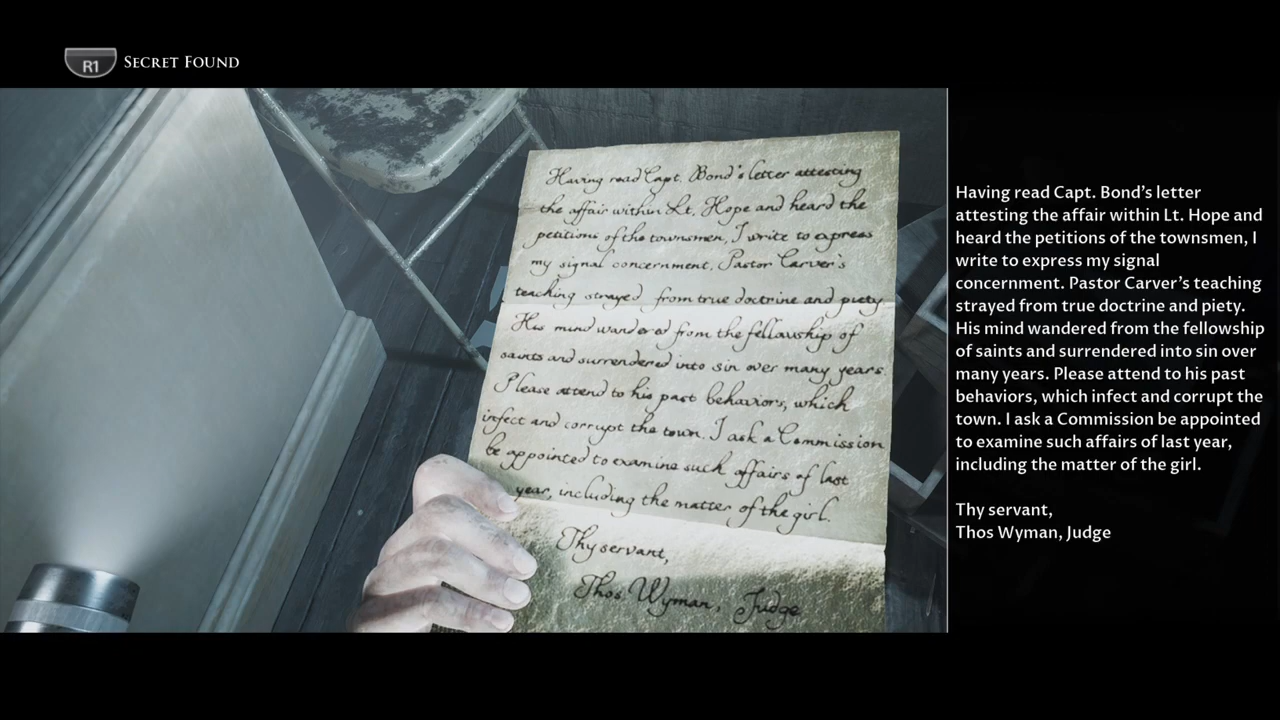 R1 SECRET FOUND
Having read Capt. Bond's letter attesting
the affair within Lt. Hope and heard the
petitions of the townsmen, I write to express
my signal concernment. Pastor Carver's
teaching strayed from true doctrine and piety.
His mind wandered from the fellowship of
saints and surrendered into sin over many years.
Please attend to his past behaviors, which
infect and corrupt the town. I ask a Commission
be appointed to examine such affairs of last
year, including the matter of the girl.
Thy servant,
Thos Wyman, Judge
Having read Capt. Bond's letter
attesting the affair within Lt. Hope and
heard the petitions of the townsmen, I
write to express my signal
concernment. Pastor Carver's teaching
strayed from true doctrine and piety.
His mind wandered from the fellowship
of saints and surrendered into sin over
many years. Please attend to his past
behaviors, which infect and corrupt the
town. I ask a Commission be appointed
to examine such affairs of last year,
including the matter of the girl.
Thy servant,
Thos Wyman, Judge